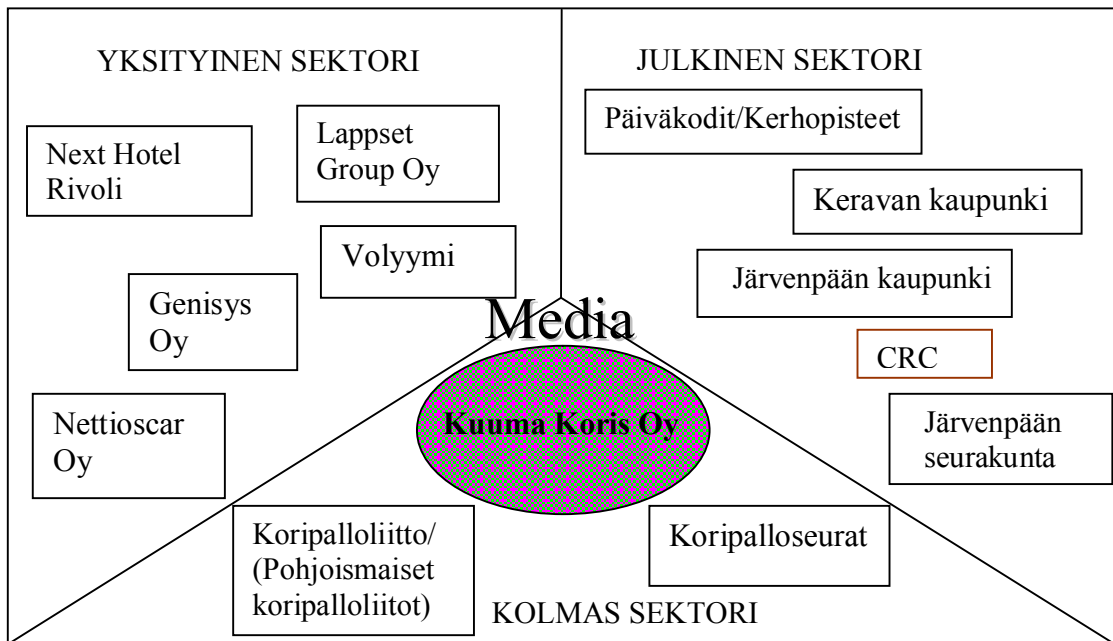 YKSITYINEN SEKTORI
Next Hotel
Rivoli
Lappset
Group Oy
Volyymi
Genisys
Oy
Nettioscar
Oy
JULKINEN SEKTORI
Päiväkodit/Kerhopisteet
Keravan kaupunki
Järvenpään kaupunki
CRC
Järvenpään
seurakunta
Media
Kuuma Koris Oy
Koripalloliitto/
(Pohjoismaiset
koripalloliitot)
Koripalloseurat
KOLMAS SEKTORI